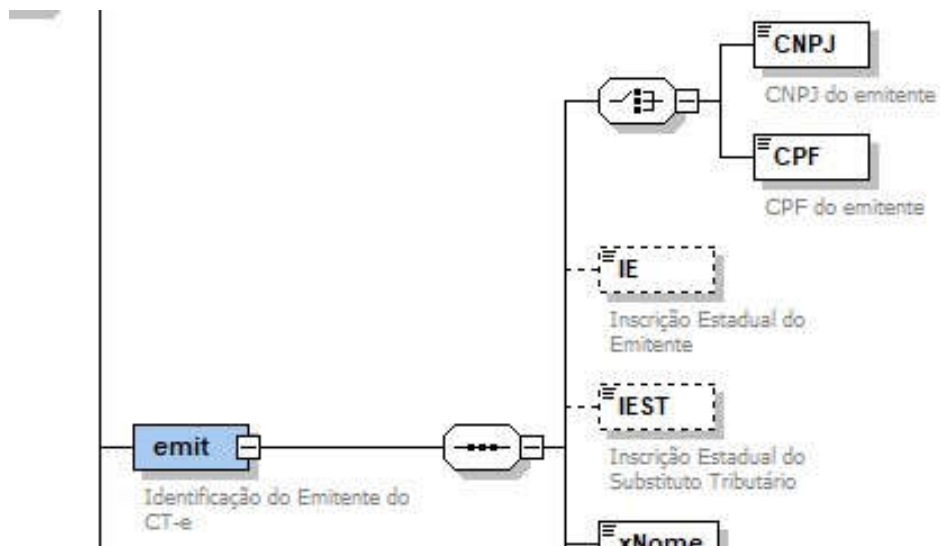 CNPJ
CNPJ do emitente
CPF
CPF do emitente
IE
Inscrição Estadual do
Emitente
IEST
Inscrição Estadual do
Substituto Tributário
emit
Identificação do Emitente do
CT-e
xNome